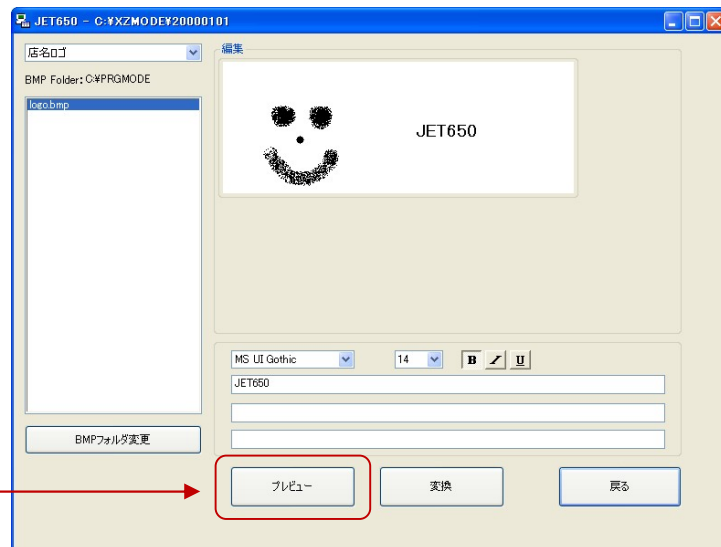 JET650 - C:¥XZMODE¥20000101
店名ロゴ
BMP Folder: C:¥PRGMODE
logo.bmp
BMPフォルダ変更
編集
JET650
MS UI Gothic
14
B I U
JET650
プレビュー
変換
戻る